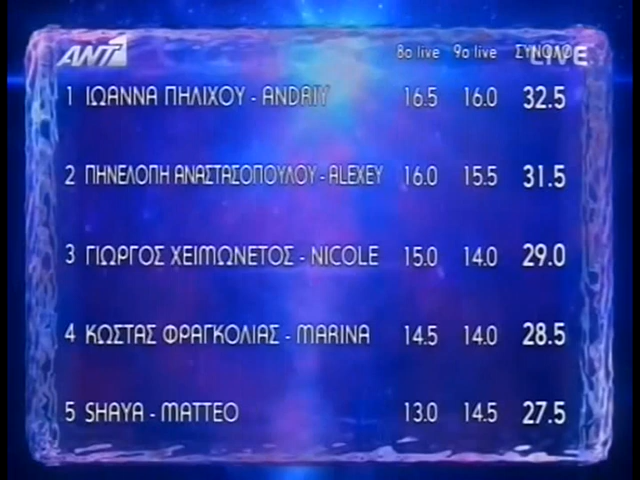 ANT1 8ο live 9ο live ΣΥΝΟΛΟ LIVE
1 ΙΩΑΝΝΑ ΠΗΛΙΧΟΥ - ANDRIY 16.5 16.0 32.5
2 ΠΗΝΕΛΟΠΗ ΑΝΑΣΤΑΣΟΠΟΥΛΟΥ - ALEXEY 16.0 15.5 31.5
3 ΓΙΩΡΓΟΣ ΧΕΙΜΩΝΕΤΟΣ - NICOLE 15.0 14.0 29.0
4 ΚΩΣΤΑΣ ΦΡΑΓΚΟΛΙΑΣ - MARINA 14.5 14.0 28.5
5 SHAYA - MATTEO 13.0 14.5 27.5